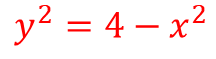 y² = 4 − x²